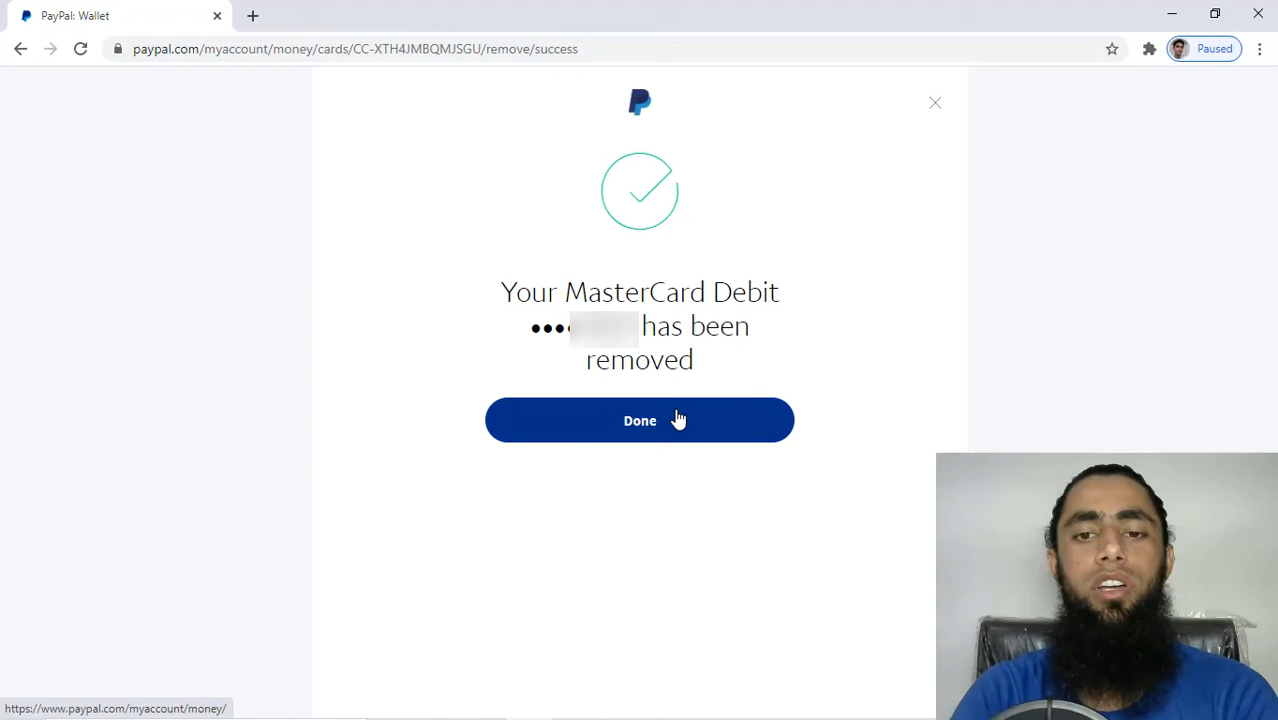 PayPal: Wallet
paypal.com/myaccount/money/cards/CC-XTH4JMBQMJSGU/remove/success
Paused
Your MasterCard Debit
•••• has been
removed
Done
https://www.paypal.com/myaccount/money/